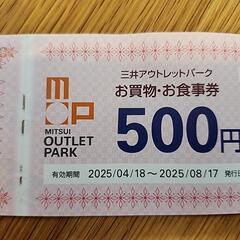 三井アウトレットパーク
お買物・お食事券
mop
MITSUI
OUTLET
PARK
500円
有効期間 2025/04/18～2025/08/17 発行日